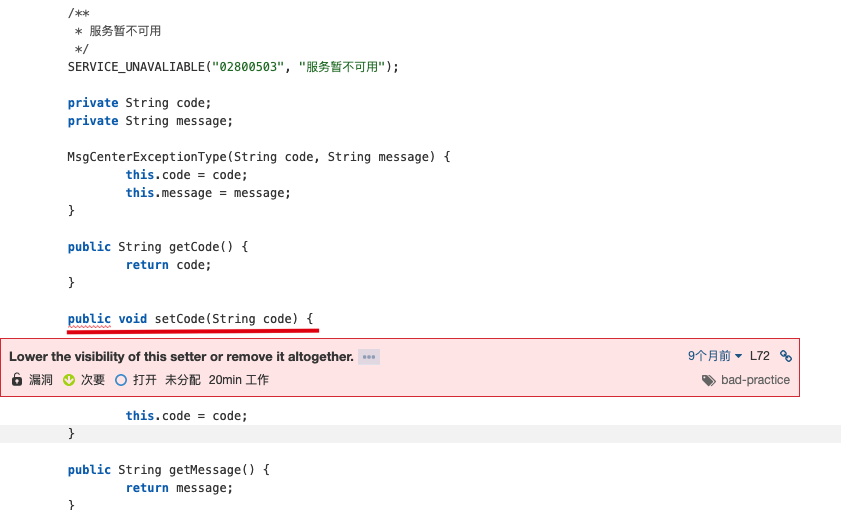 /**
* 服务暂不可用
*/
SERVICE_UNAVALIABLE("02800503", "服务暂不可用");
private String code;
private String message;
MsgCenterExceptionType(String code, String message) {
this.code = code;
this.message = message;
}
public String getCode() {
return code;
}
public void setCode(String code) {
Lower the visibility of this setter or remove it altogether. 9个月前 L72
漏洞 次要 打开 未分配 20min 工作 bad-practice
this.code = code;
}
public String getMessage() {
return message;
}